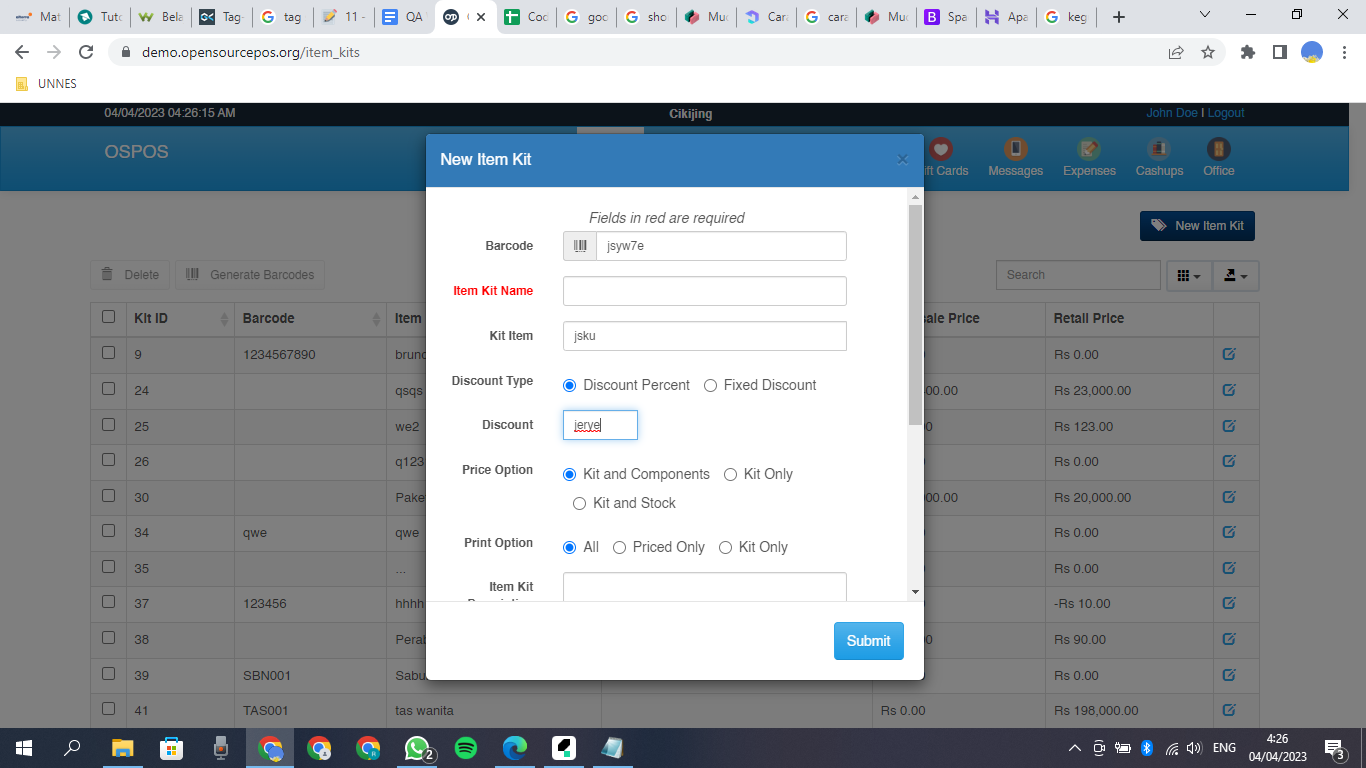 Mat
Tuto
Bela
Tag-
tag
11 -
QA
Cod
goo
sho
Muc
Cara
cara
Muc
Spa
Apa
keg
demo.opensourcepos.org/item_kits
UNNES
04/04/2023 04:26:15 AM
Cikijing
John Doe | Logout
OSPOS
ift Cards
Messages
Expenses
Cashups
Office
New Item Kit
New Item Kit
Delete
Generate Barcodes
Search
Kit ID
Barcode
Item
ale Price
Retail Price
9
1234567890
brunc
Rs 0.00
24
qsqs
00.00
Rs 23,000.00
25
we2
Rs 123.00
26
q123
Rs 0.00
30
Pake
00.00
Rs 20,000.00
34
qwe
qwe
Rs 0.00
35
...
Rs 0.00
37
123456
hhhh
-Rs 10.00
38
Peral
Rs 90.00
39
SBN001
Sabu
Rs 0.00
41
TAS001
tas wanita
Rs 0.00
Rs 198,000.00
Fields in red are required
Barcode
jsyw7e
Item Kit Name
Kit Item
jsku
Discount Type
Discount Percent
Fixed Discount
Discount
jerye
Price Option
Kit and Components
Kit Only
Kit and Stock
Print Option
All
Priced Only
Kit Only
Item Kit
Submit
2
ENG
4:26
04/04/2023
3